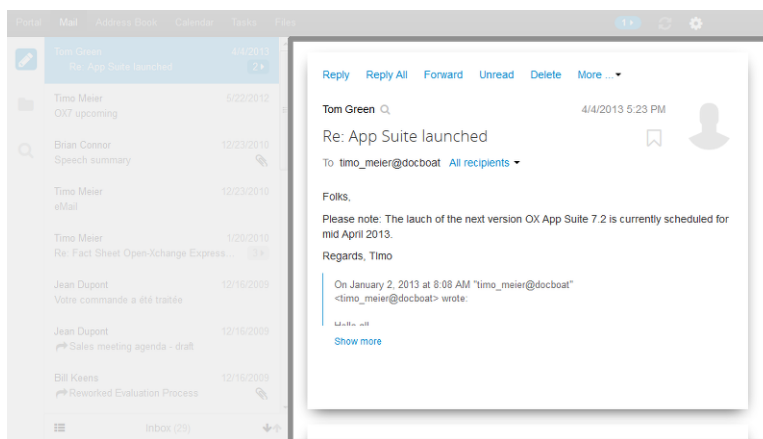 Portal Mail Address Book Calendar Tasks Files 1
Tom Green 4/4/2013
Re: App Suite launched 2
Timo Meier 5/22/2012
OX7 upcoming
Brian Connor 12/23/2010
Speech summary
Timo Meier 12/23/2010
eMail
Timo Meier 1/20/2010
Re: Fact Sheet Open-Xchange Express... 3
Jean Dupont 12/16/2009
Votre commande a été traitée
Jean Dupont 12/16/2009
Sales meeting agenda - draft
Bill Keens 12/16/2009
Reworked Evaluation Process
Inbox (25)
Reply Reply All Forward Unread Delete More ...
Tom Green 4/4/2013 5:23 PM
Re: App Suite launched
To timo_meier@docboat All recipients
Folks,
Please note: The lauch of the next version OX App Suite 7.2 is currently scheduled for
mid April 2013.
Regards, TImo
On January 2, 2013 at 8:08 AM "timo_meier@docboat"
<timo_meier@docboat> wrote:
Hello all
Show more